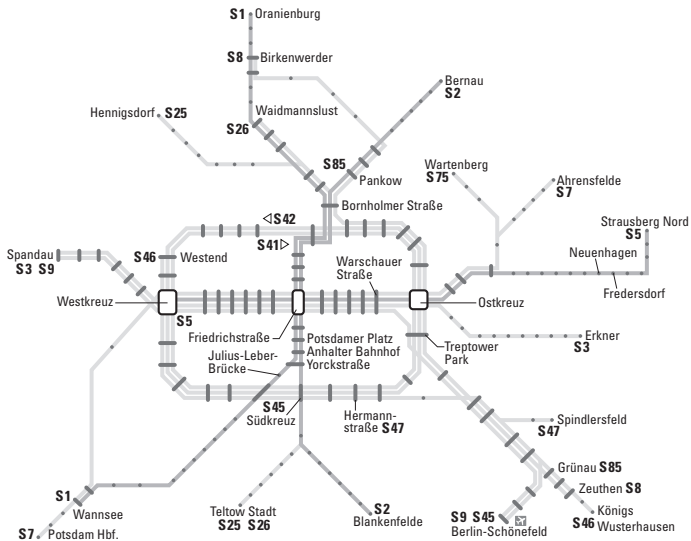 S1 Oranienburg
S8 Birkenwerder
Bernau
S2
Hennigsdorf S25
Waidmannslust
S26
S85
Pankow
Wartenberg
S75
Ahrensfelde
S7
Bornholmer Straße
Strausberg Nord
S5
◁S42
S41▷
Neuenhagen
Fredersdorf
Spandau
S3 S9
S46
Westend
Warschauer
Straße
Westkreuz
Ostkreuz
S5
Friedrichstraße
Potsdamer Platz
Anhalter Bahnhof
Yorckstraße
Julius-Leber-
Brücke
Treptower
Park
Erkner
S3
S45
Südkreuz
Hermann-
straße S47
Spindlersfeld
S47
Grünau S85
Zeuthen S8
Königs
Wusterhausen
S46
S1
Wannsee
S7 Potsdam Hbf.
Teltow Stadt
S25 S26
S2
Blankenfelde
S9 S45
Berlin-Schönefeld